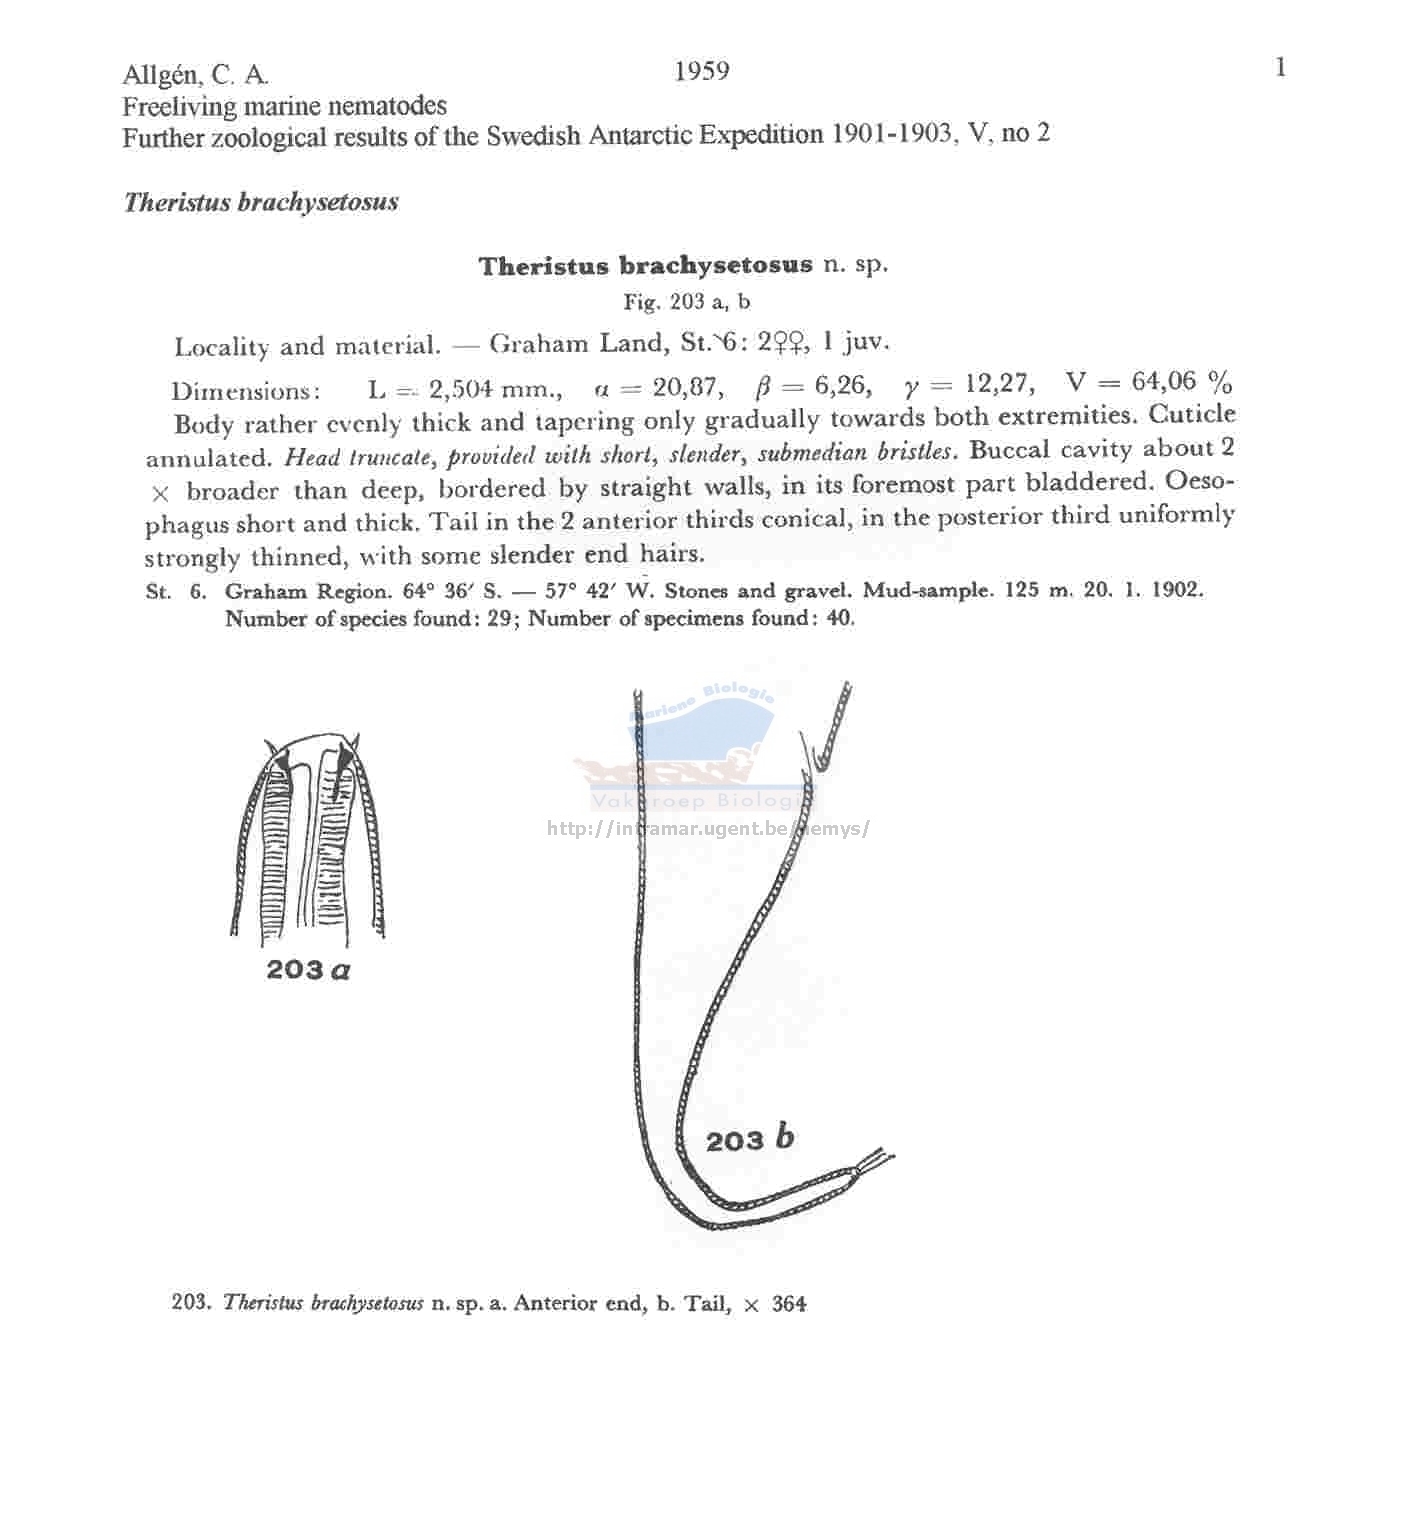 Allgén, C. A.
1959
1
Freeliving marine nematodes
Further zoological results of the Swedish Antarctic Expedition 1901-1903, V, no 2
Theristus brachysetosus
Theristus brachysetosus n. sp.
Fig. 203 a, b
Locality and material. — Graham Land, St. 6: 2♀♀, 1 juv.
Dimensions: L = 2,504 mm., α = 20,87, β = 6,26, γ = 12,27, V = 64,06 %
Body rather evenly thick and tapering only gradually towards both extremities. Cuticle
annulated. Head truncate, provided with short, slender, submedian bristles. Buccal cavity about 2
× broader than deep, bordered by straight walls, in its foremost part bladdered. Oeso-
phagus short and thick. Tail in the 2 anterior thirds conical, in the posterior third uniformly
strongly thinned, with some slender end hairs.
St. 6. Graham Region. 64° 36′ S. — 57° 42′ W. Stones and gravel. Mud-sample. 125 m. 20. 1. 1902.
Number of species found: 29; Number of specimens found: 40.
Mariene Biologie
Vakgroep Biologie
http://intramar.ugent.be/nemys/
203 a
203 b
203. Theristus brachysetosus n. sp. a. Anterior end, b. Tail, × 364